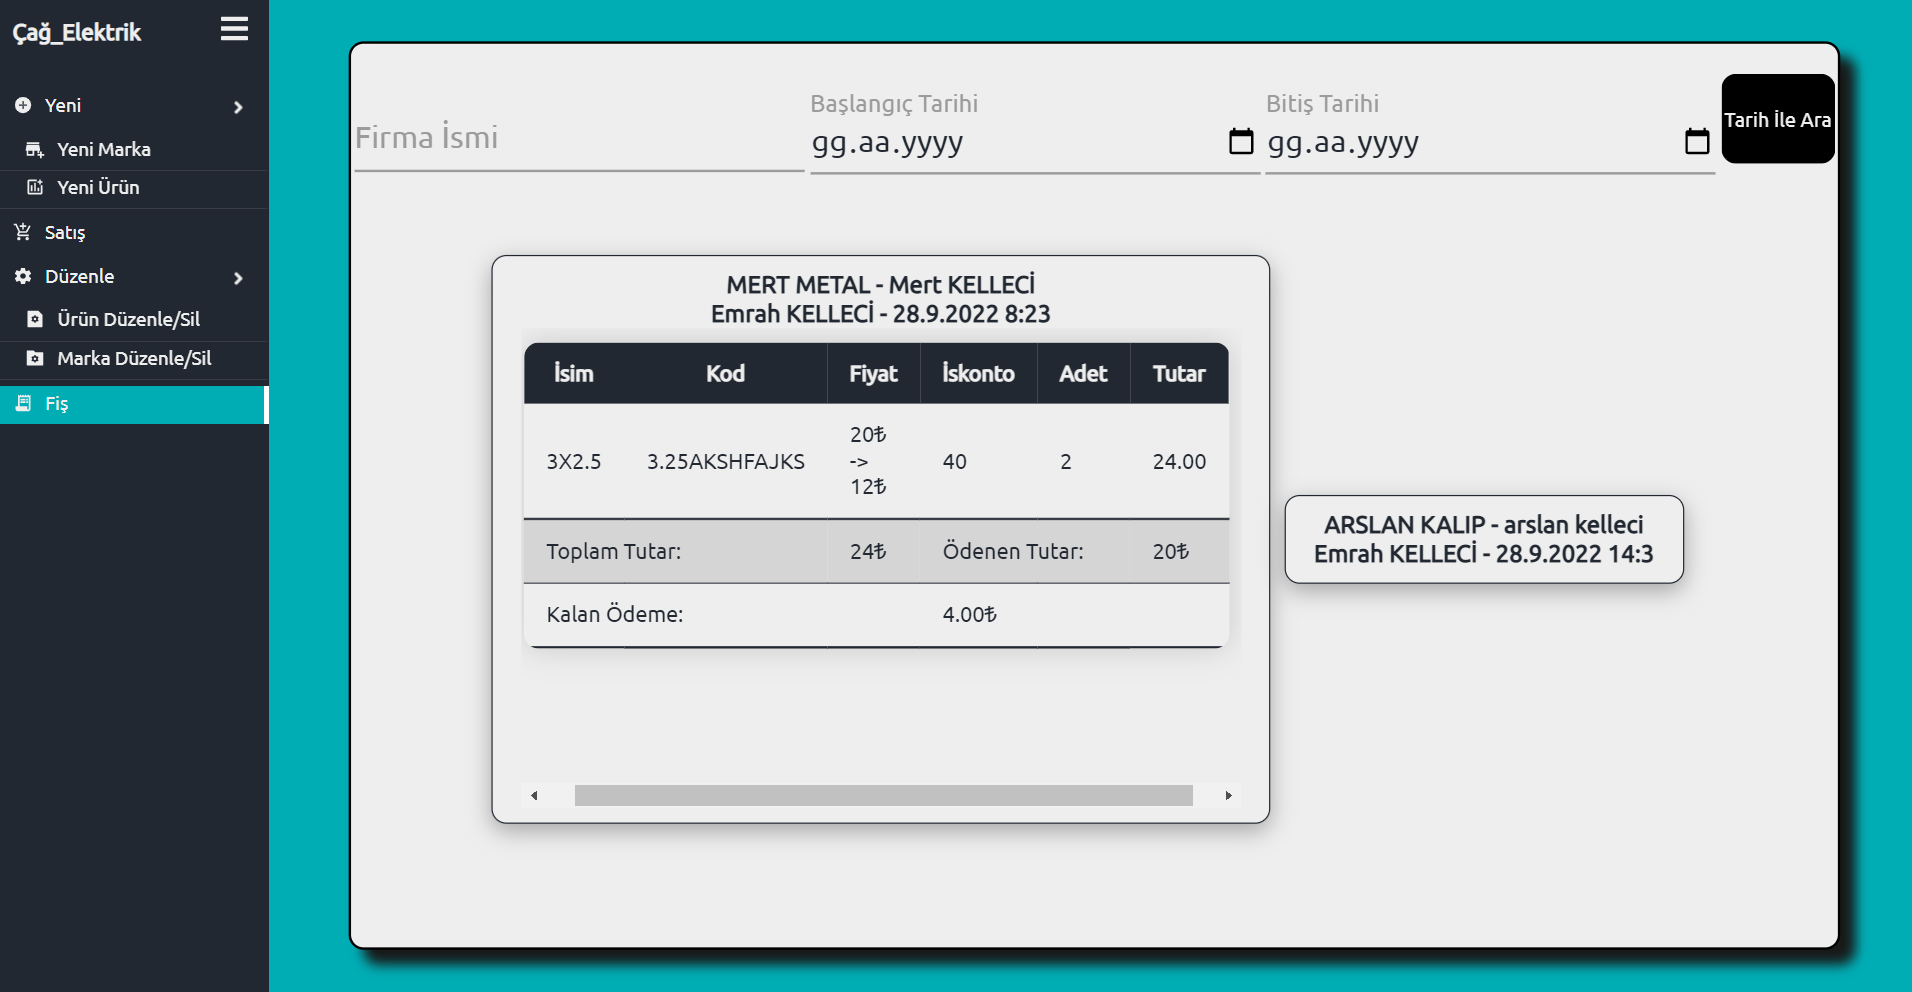 Çağ_Elektrik
Yeni
Yeni Marka
Yeni Ürün
Satış
Düzenle
Ürün Düzenle/Sil
Marka Düzenle/Sil
Fiş
Firma İsmi
Başlangıç Tarihi
gg.aa.yyyy
Bitiş Tarihi
gg.aa.yyyy
Tarih İle Ara
MERT METAL - Mert KELLECİ
Emrah KELLECİ - 28.9.2022 8:23
İsim Kod Fiyat İskonto Adet Tutar
3X2.5 3.25AKSHFAJKS 20₺ -> 12₺ 40 2 24.00
Toplam Tutar: 24₺ Ödenen Tutar: 20₺
Kalan Ödeme: 4.00₺
ARSLAN KALIP - arslan kelleci
Emrah KELLECİ - 28.9.2022 14:3